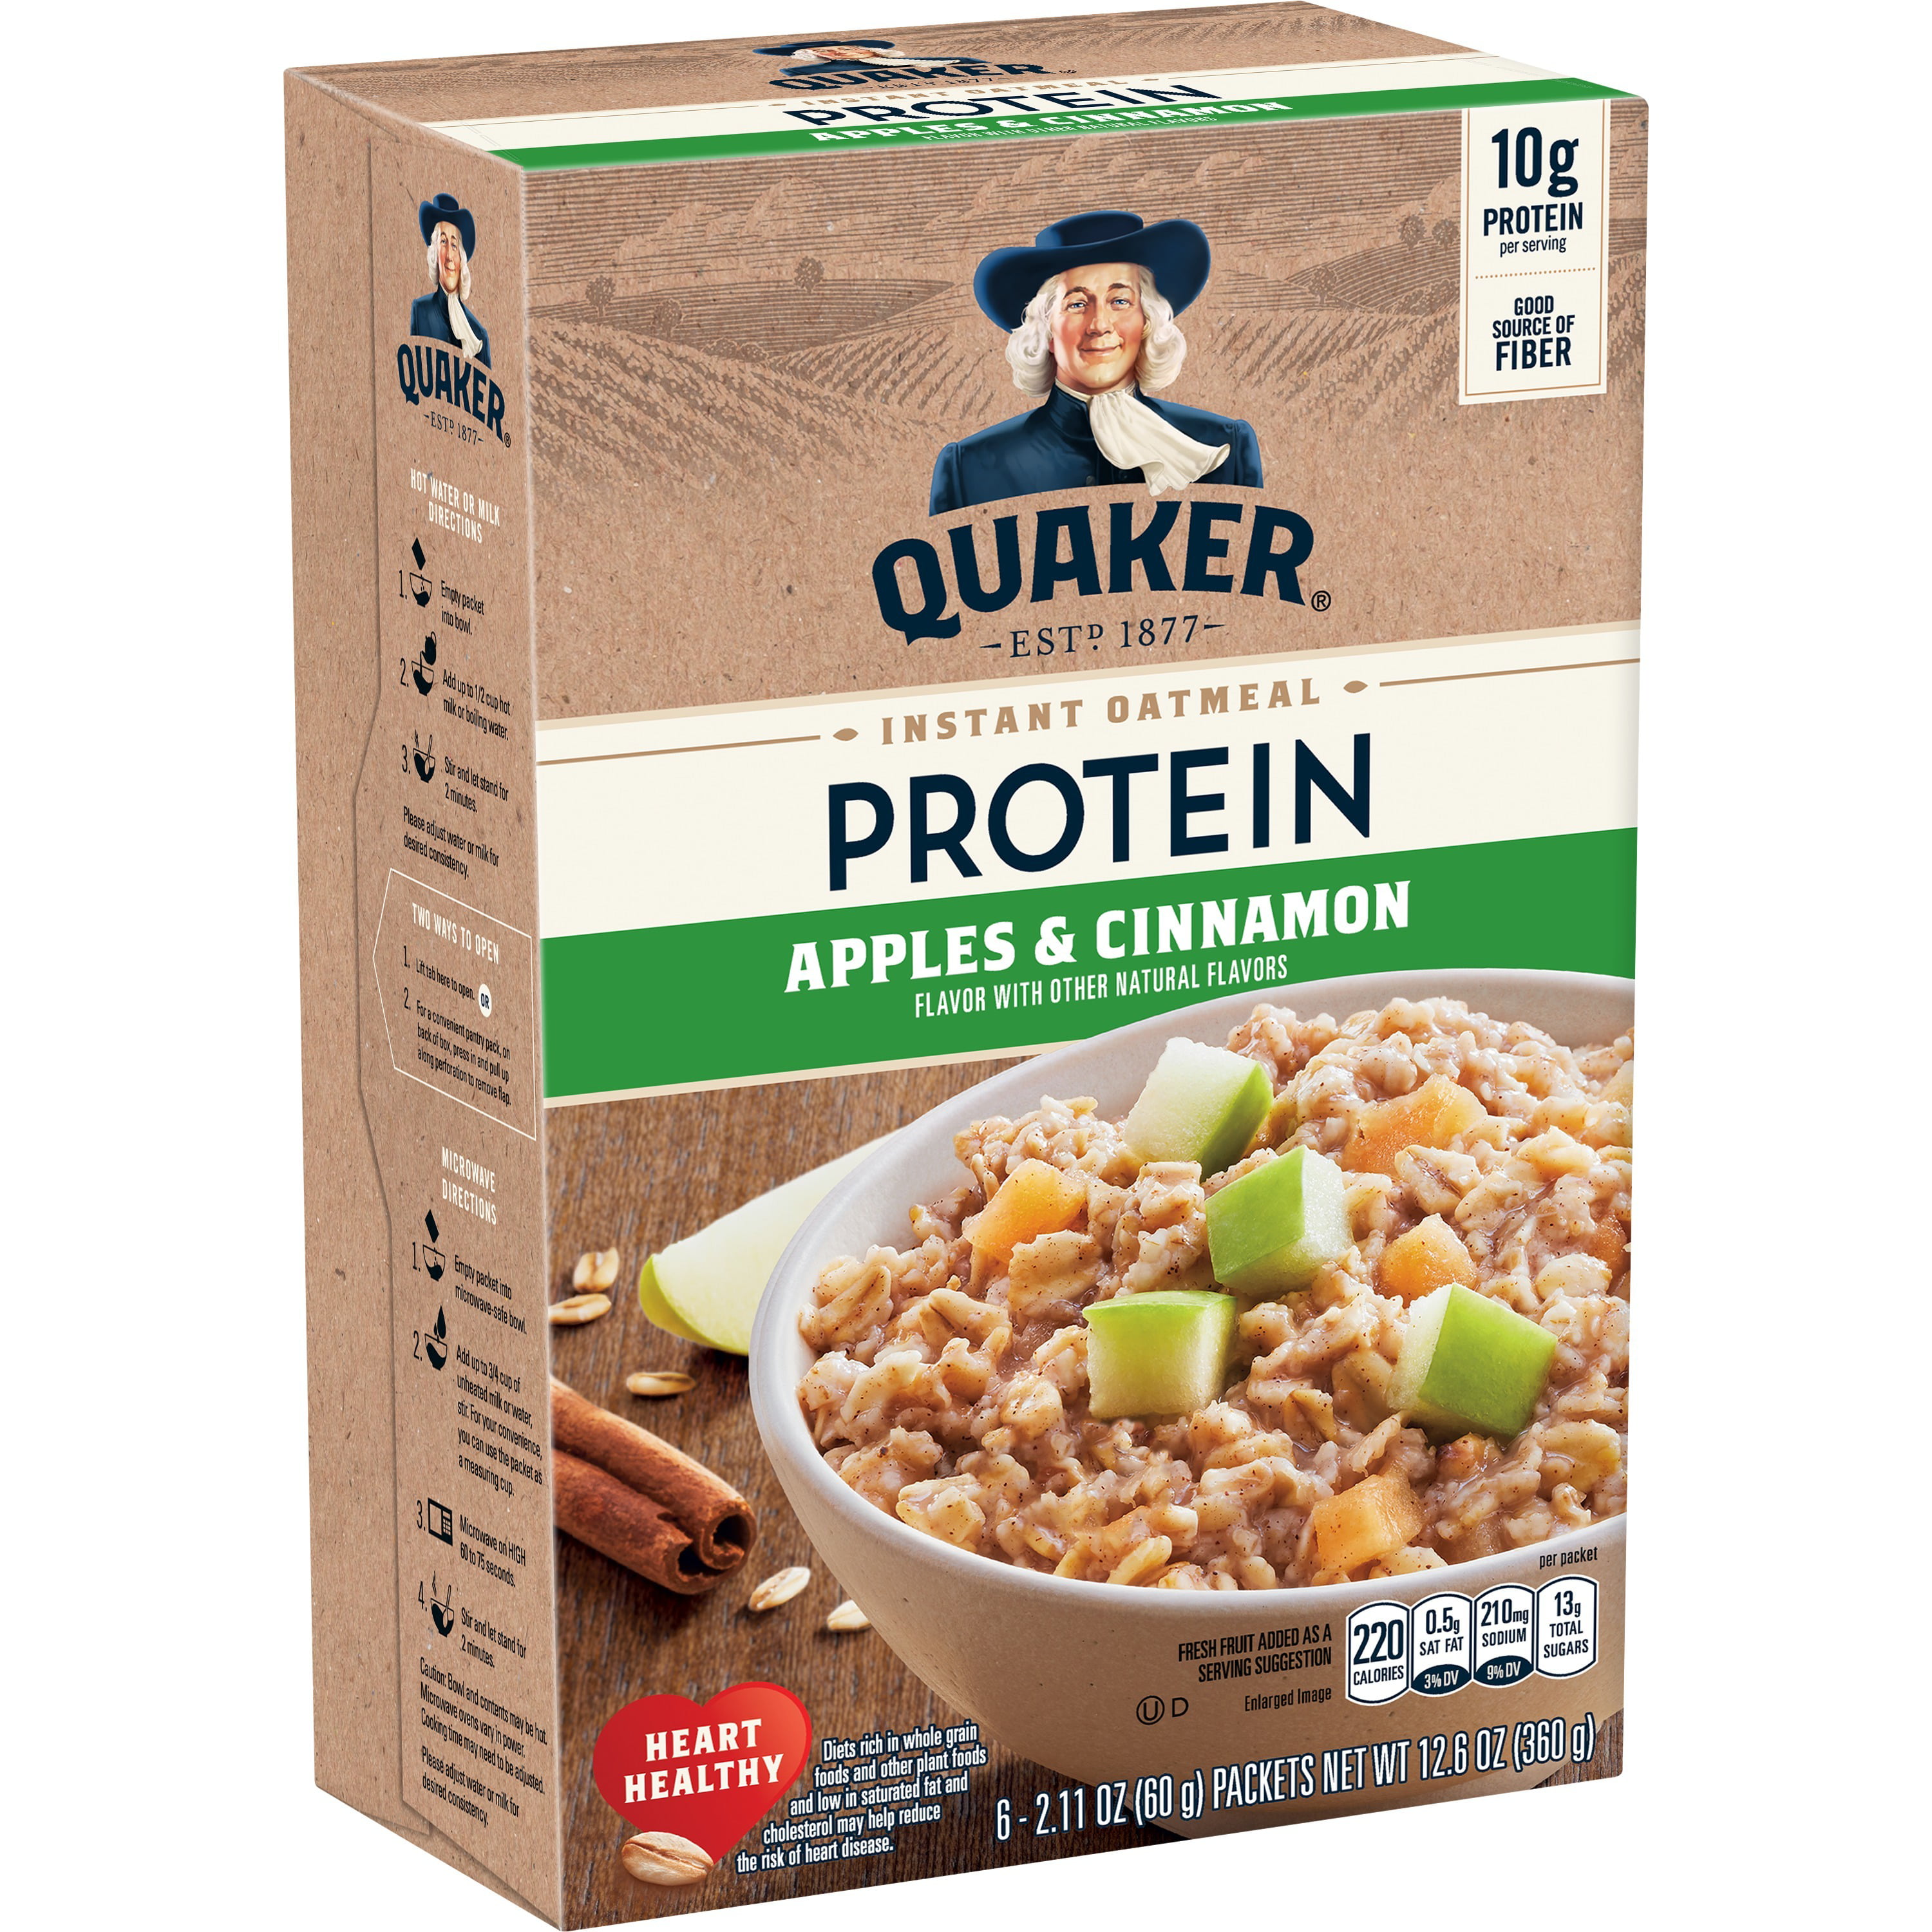 QUAKER
INSTANT OATMEAL
PROTEIN
APPLES & CINNAMON
FLAVOR WITH OTHER NATURAL FLAVORS
10g
PROTEIN
per serving
GOOD
SOURCE OF
FIBER
QUAKER®
ESTD 1877
INSTANT OATMEAL
PROTEIN
APPLES & CINNAMON
FLAVOR WITH OTHER NATURAL FLAVORS
per packet
220
CALORIES
0.5g
SAT FAT
3% DV
210mg
SODIUM
9% DV
13g
TOTAL
SUGARS
FRESH FRUIT ADDED AS A
SERVING SUGGESTION
Enlarged Image
U D
HEART
HEALTHY
Diets rich in whole grain
foods and other plant foods
and low in saturated fat and
cholesterol may help reduce
the risk of heart disease.
6 - 2.11 OZ (60 g) PACKETS NET WT 12.6 OZ (360 g)
QUAKER®
ESTD 1877
HOT WATER OR MILK
DIRECTIONS
1. Empty packet
into bowl.
2. Add up to 1/2 cup hot
milk or boiling water.
3. Stir and let stand for
2 minutes.
Please adjust water or milk for
desired consistency.
TWO WAYS TO OPEN
1. Lift tab here to open. OR
2. For a convenient pantry pack, on
back of box, press in and pull up
along perforation to remove flap.
MICROWAVE
DIRECTIONS
1. Empty packet into
microwave-safe bowl.
2. Add up to 3/4 cup of
unheated milk or water,
stir. For your convenience,
you can use the packet as
a measuring cup.
3. Microwave on HIGH
60 to 75 seconds.
4. Stir and let stand for
2 minutes.
Caution: Bowl and contents may be hot.
Microwave ovens vary in power.
Cooking time may need to be adjusted.
Please adjust water or milk for
desired consistency.